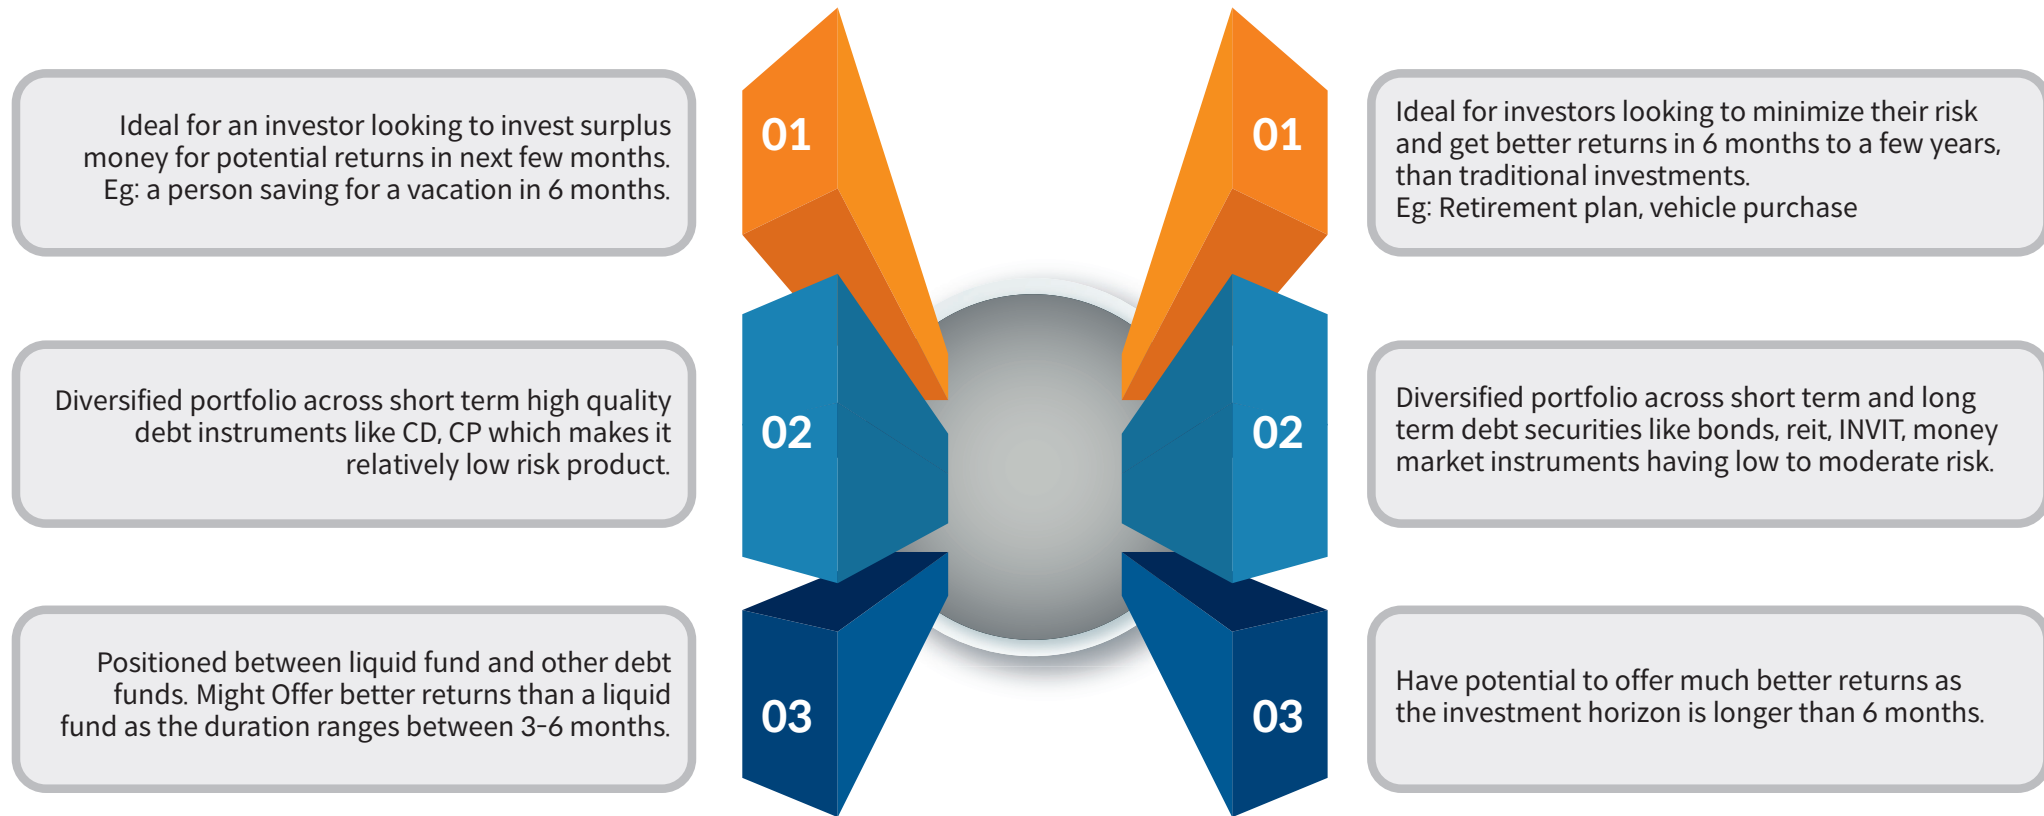 Ideal for an investor looking to invest surplus
money for potential returns in next few months.
Eg: a person saving for a vacation in 6 months.
01
Diversified portfolio across short term high quality
debt instruments like CD, CP which makes it
relatively low risk product.
02
Positioned between liquid fund and other debt
funds. Might Offer better returns than a liquid
fund as the duration ranges between 3-6 months.
03
01
Ideal for investors looking to minimize their risk
and get better returns in 6 months to a few years,
than traditional investments.
Eg: Retirement plan, vehicle purchase
02
Diversified portfolio across short term and long
term debt securities like bonds, reit, INVIT, money
market instruments having low to moderate risk.
03
Have potential to offer much better returns as
the investment horizon is longer than 6 months.